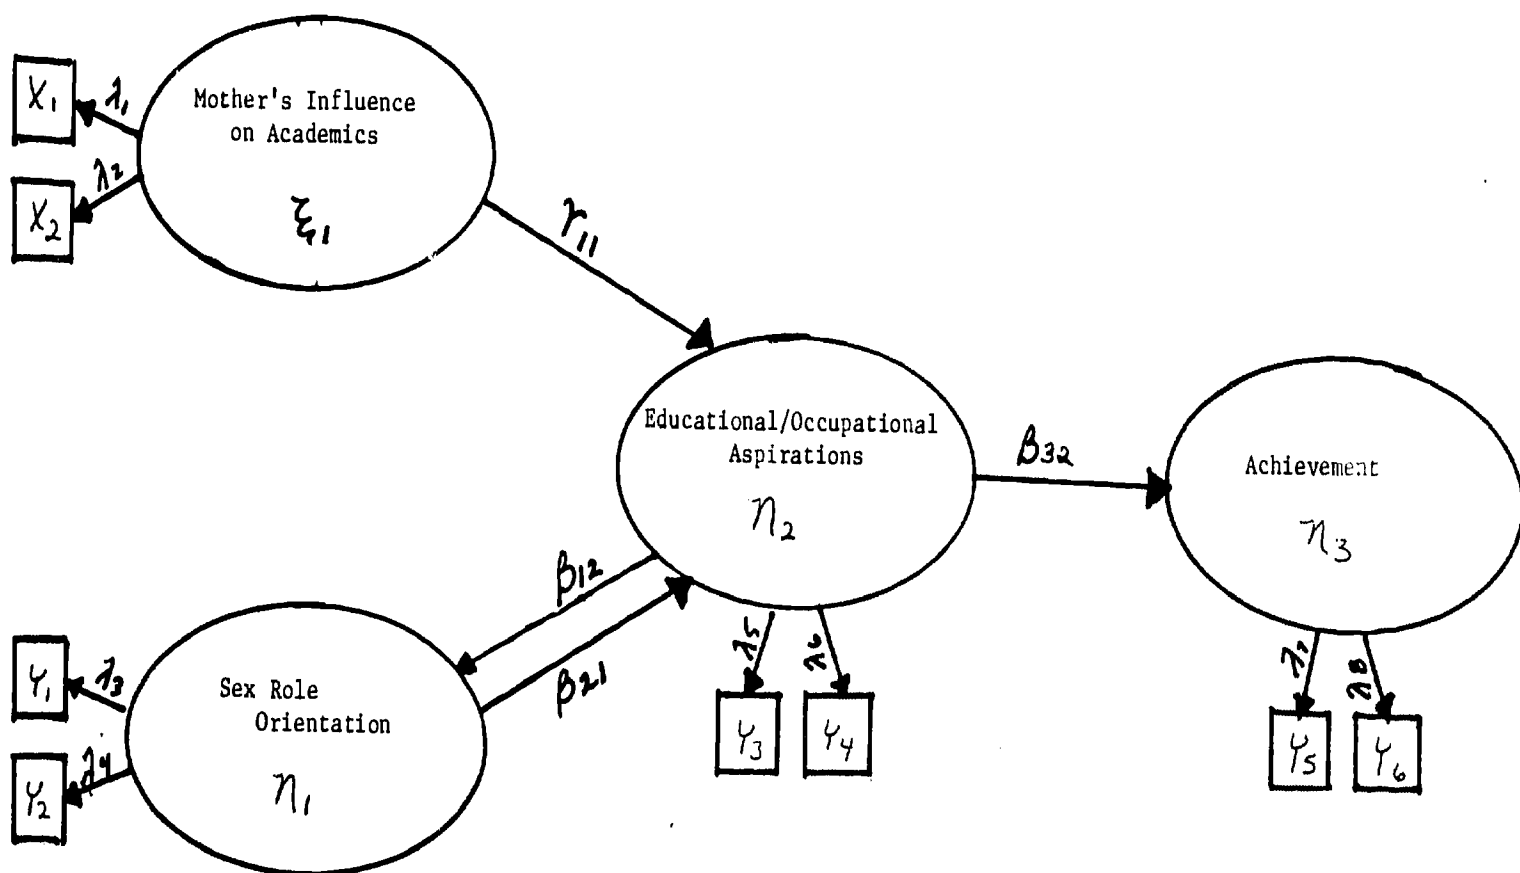 X₁
λ₁
Mother's Influence
on Academics
ξ₁
λ₂
X₂
γ₁₁
Educational/Occupational
Aspirations
η₂
β₃₂
Achievement
η₃
β₁₂
β₂₁
Y₁
λ₃
Sex Role
Orientation
η₁
λ₄
Y₂
λ₅
λ₆
Y₃
Y₄
λ₇
λ₈
Y₅
Y₆